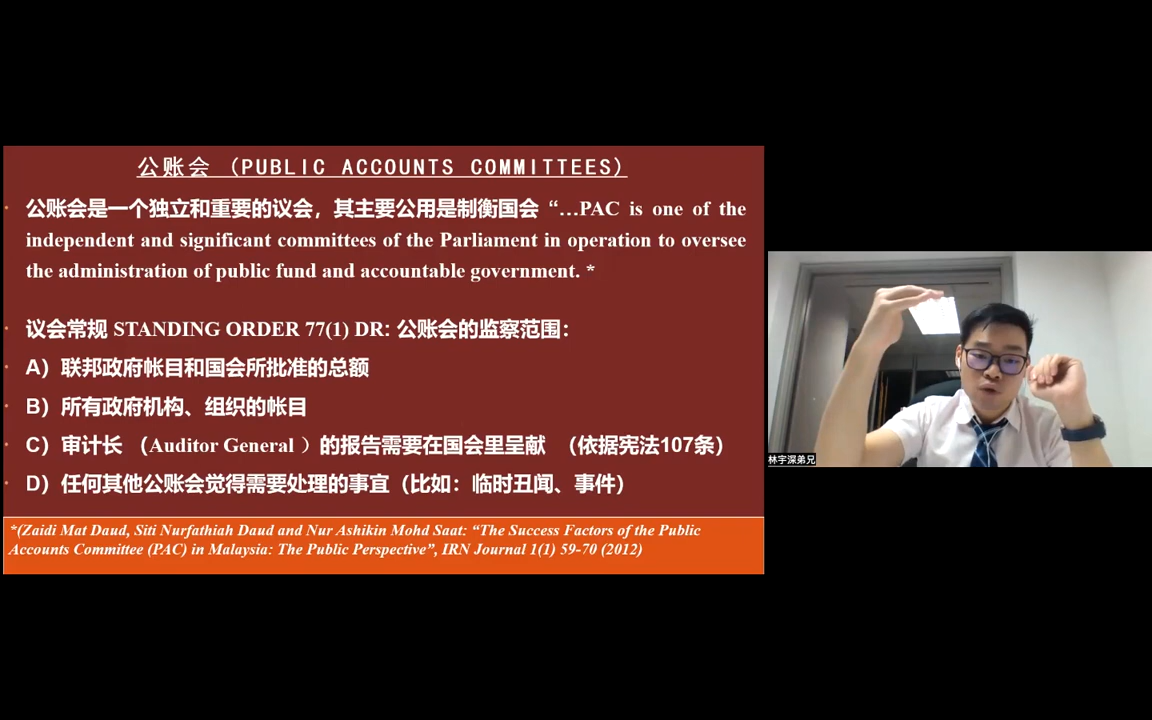 公账会 (PUBLIC ACCOUNTS COMMITTEES)
公账会是一个独立和重要的议会，其主要公用是制衡国会 “…PAC is one of the
independent and significant committees of the Parliament in operation to oversee
the administration of public fund and accountable government. *
议会常规 STANDING ORDER 77(1) DR: 公账会的监察范围：
A）联邦政府帐目和国会所批准的总额
B）所有政府机构、组织的帐目
C）审计长 （Auditor General ）的报告需要在国会里呈献 （依据宪法107条）
D）任何其他公账会觉得需要处理的事宜（比如：临时丑闻、事件）
*(Zaidi Mat Daud, Siti Nurfathiah Daud and Nur Ashikin Mohd Saat: “The Success Factors of the Public
Accounts Committee (PAC) in Malaysia: The Public Perspective”, IRN Journal 1(1) 59-70 (2012)
林宇深弟兄